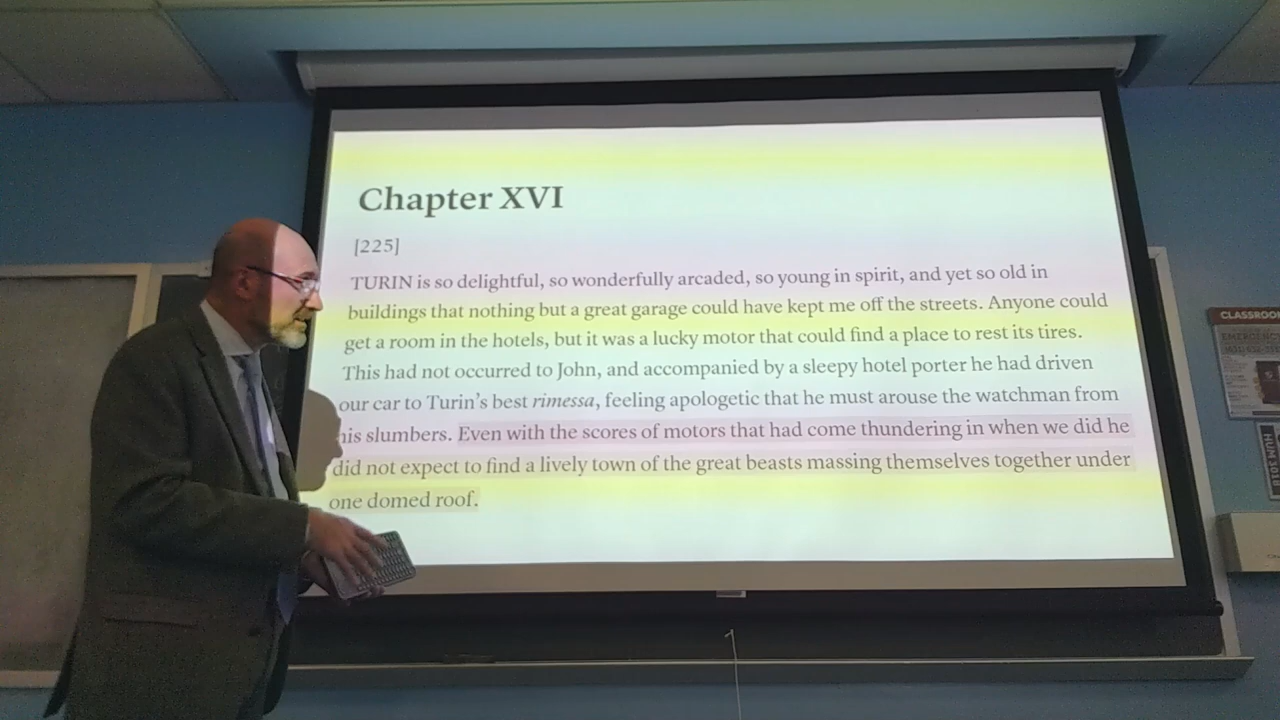 Chapter XVI
[225]
TURIN is so delightful, so wonderfully arcaded, so young in spirit, and yet so old in
buildings that nothing but a great garage could have kept me off the streets. Anyone could
get a room in the hotels, but it was a lucky motor that could find a place to rest its tires.
This had not occurred to John, and accompanied by a sleepy hotel porter he had driven
our car to Turin's best rimessa, feeling apologetic that he must arouse the watchman from
his slumbers. Even with the scores of motors that had come thundering in when we did he
did not expect to find a lively town of the great beasts massing themselves together under
one domed roof.
CLASSROO